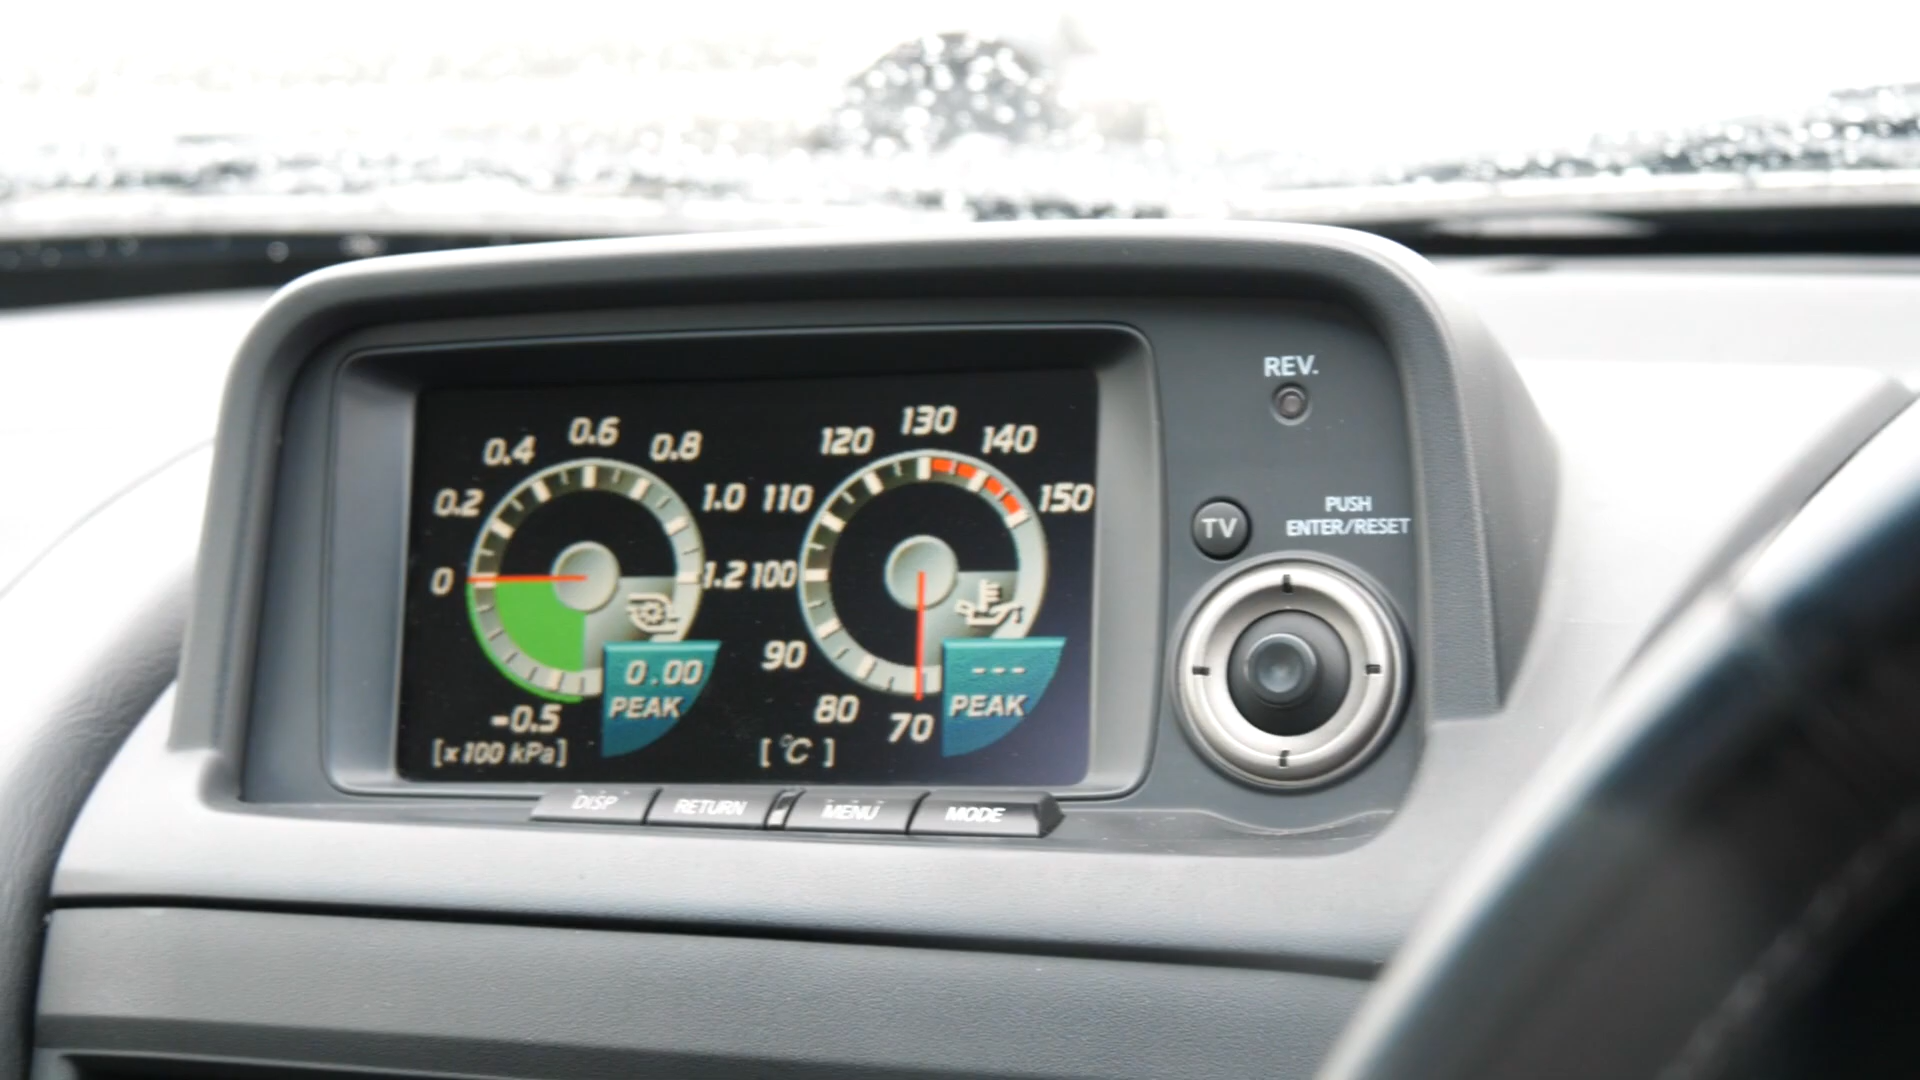 REV.
TV
PUSH
ENTER/RESET
0.6
0.4
0.8
0.2
1.0
0
1.2
-0.5
[x100 kPa]
0.00
PEAK
130
120
140
110
150
100
90
80
70
[°C]
---
PEAK
DISP
RETURN
MENU
MODE